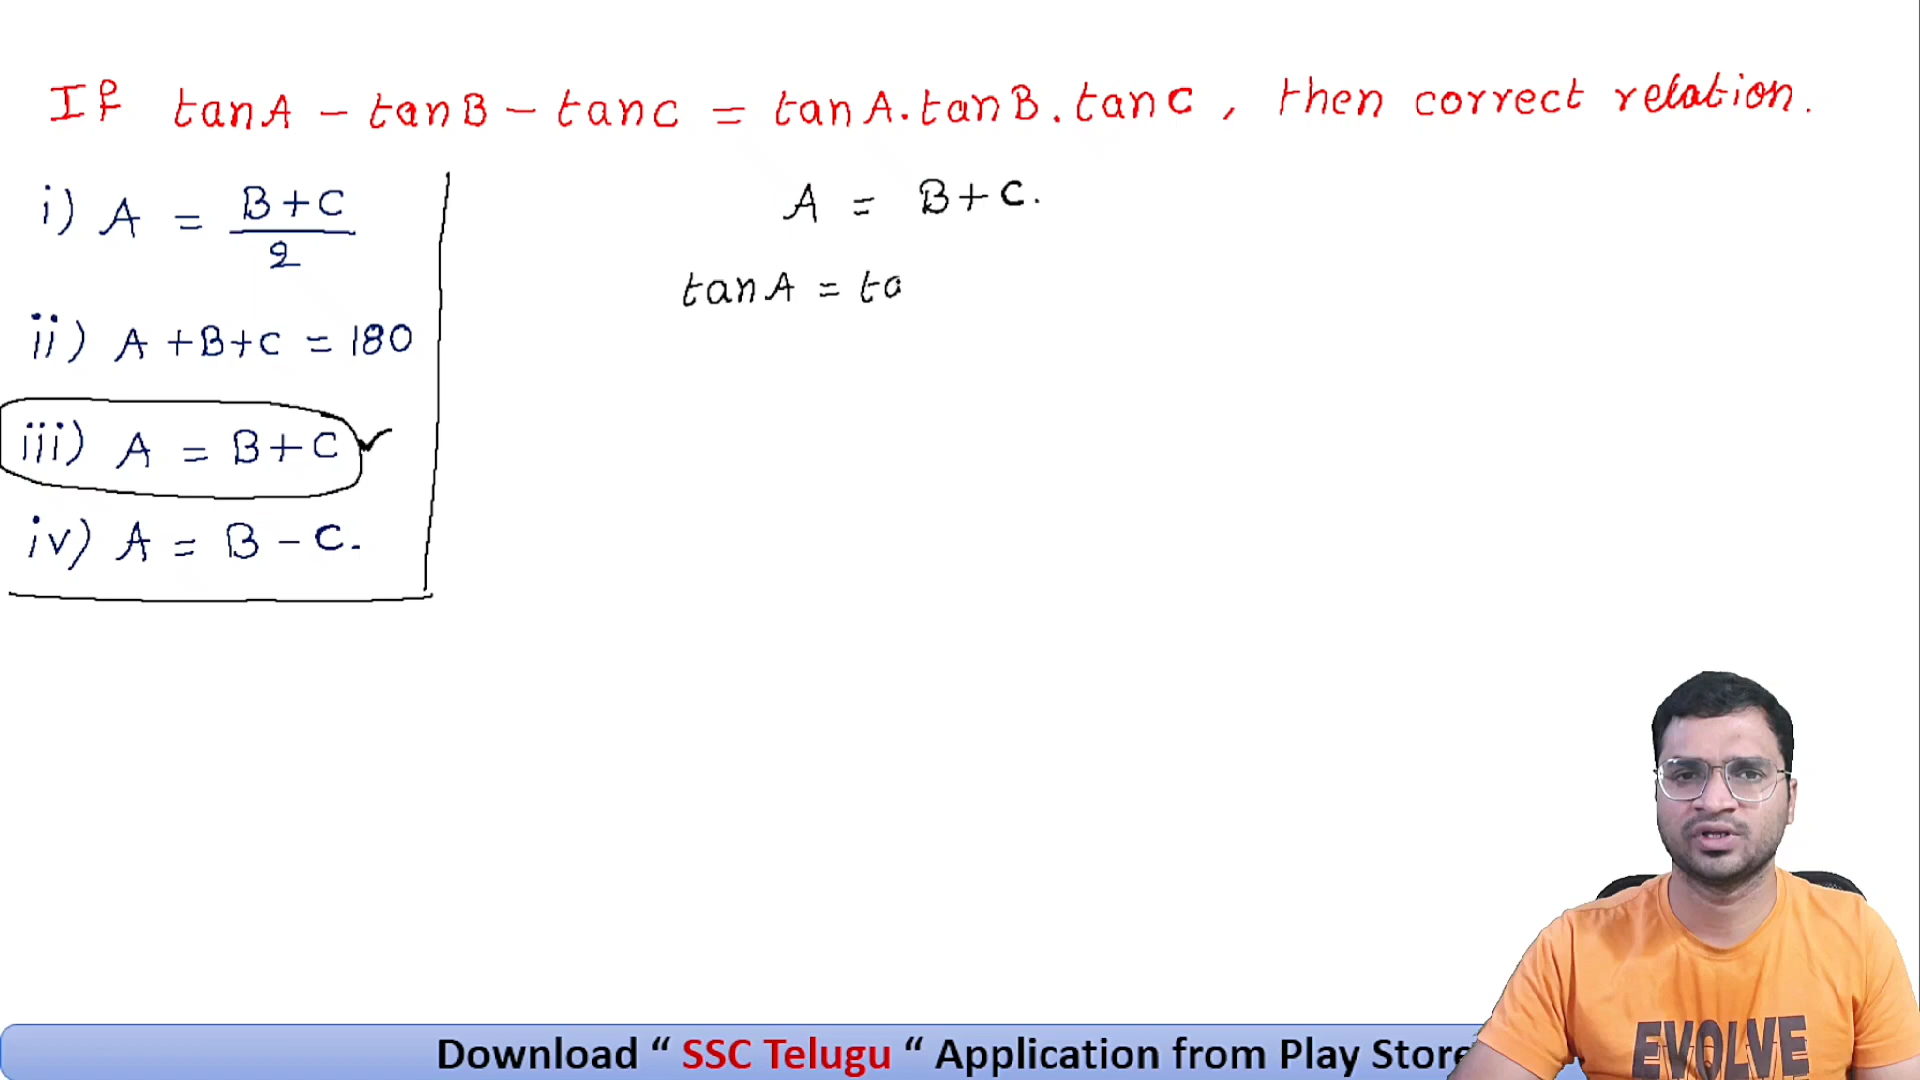 If tanA - tanB - tanC = tanA.tanB.tanC, then correct relation.
i) A = B+C/2
ii) A+B+C = 180
iii) A = B+C ✓
iv) A = B-C.
A = B+C.
tanA = ta
Download “ SSC Telugu “ Application from Play Store
EVOLVE